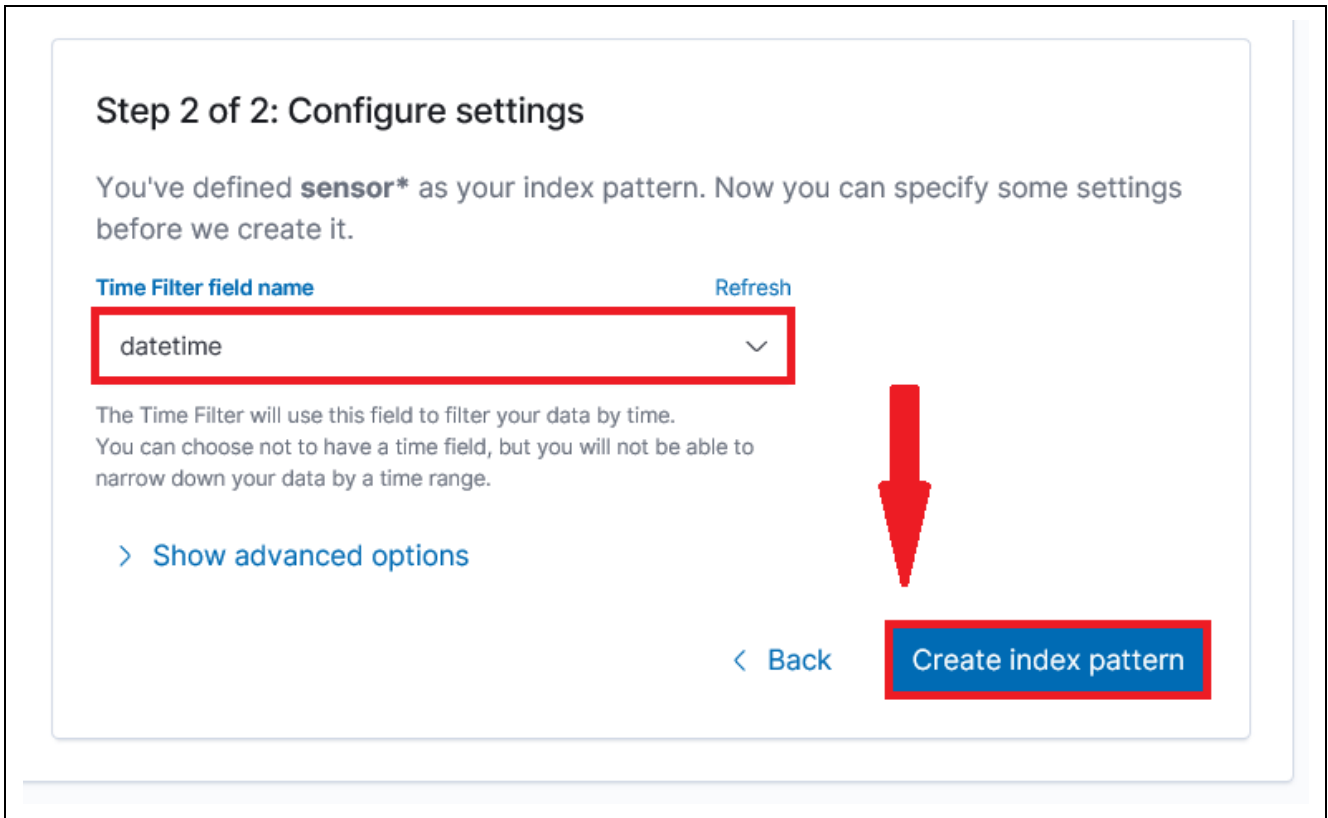 Step 2 of 2: Configure settings
You've defined sensor* as your index pattern. Now you can specify some settings
before we create it.
Time Filter field name
Refresh
datetime
The Time Filter will use this field to filter your data by time.
You can choose not to have a time field, but you will not be able to
narrow down your data by a time range.
Show advanced options
Back
Create index pattern